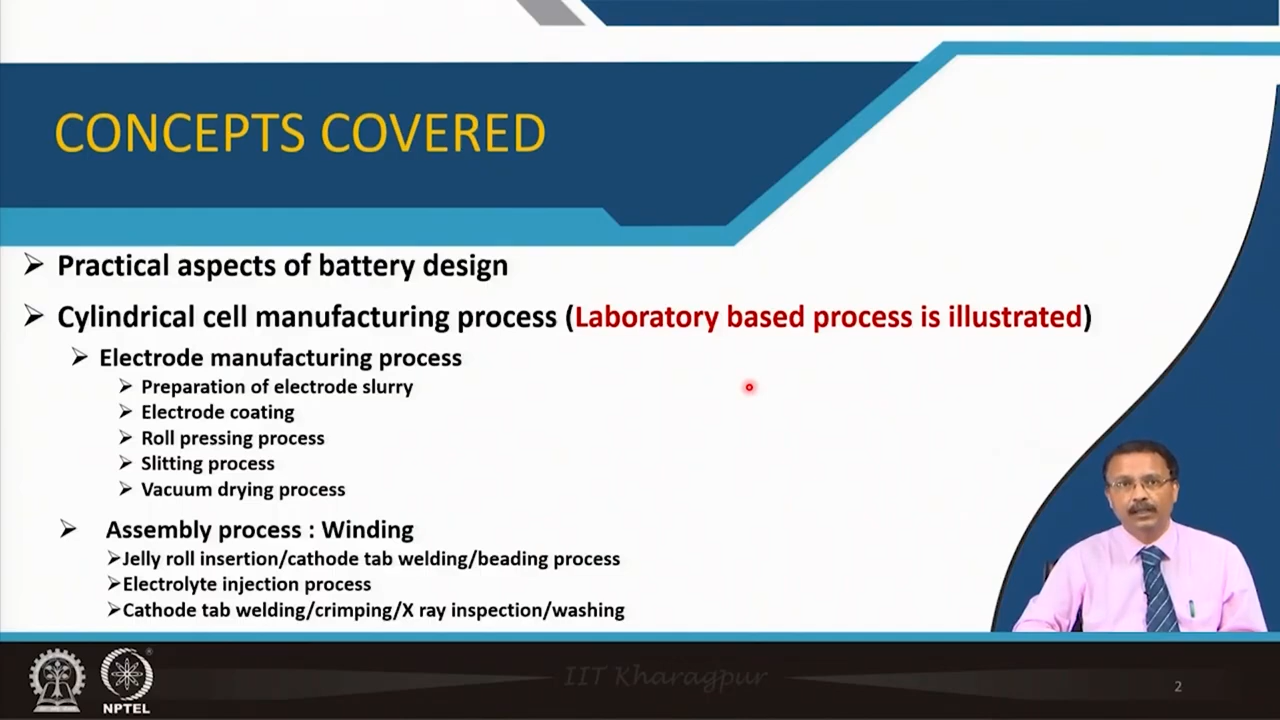 CONCEPTS COVERED
Practical aspects of battery design
Cylindrical cell manufacturing process (Laboratory based process is illustrated)
Electrode manufacturing process
Preparation of electrode slurry
Electrode coating
Roll pressing process
Slitting process
Vacuum drying process
Assembly process : Winding
Jelly roll insertion/cathode tab welding/beading process
Electrolyte injection process
Cathode tab welding/crimping/X ray inspection/washing
IIT Kharagpur
NPTEL
2